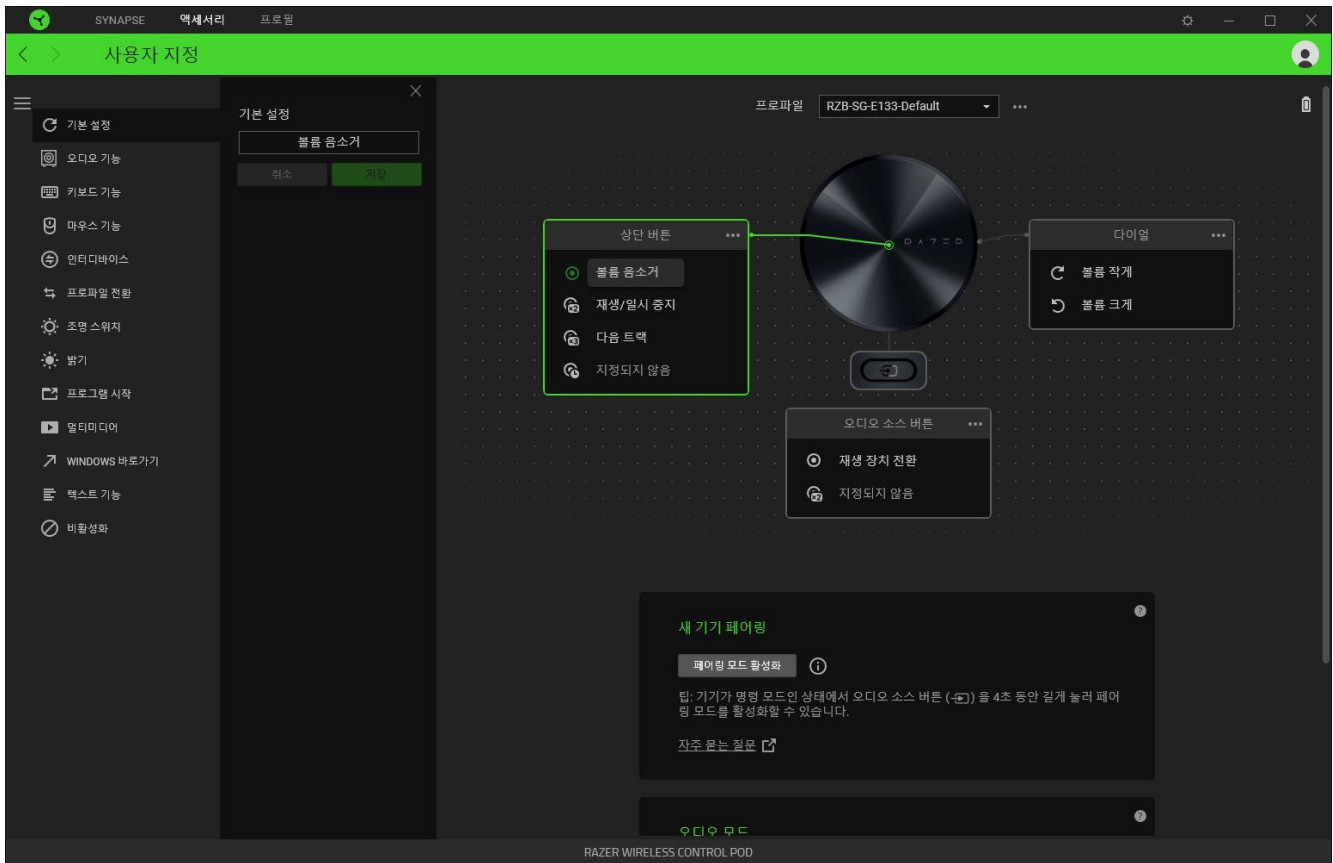 SYNAPSE 액세서리 프로필
사용자 지정
기본 설정
오디오 기능
키보드 기능
마우스 기능
인터디바이스
프로파일 전환
조명 스위치
밝기
프로그램 시작
멀티미디어
WINDOWS 바로가기
텍스트 기능
비활성화
기본 설정
볼륨 음소거
취소 저장
프로파일 RZB-SG-E133-Default
RAZER
상단 버튼
볼륨 음소거
재생/일시 중지
다음 트랙
지정되지 않음
다이얼
볼륨 작게
볼륨 크게
오디오 소스 버튼
재생 장치 전환
지정되지 않음
새 기기 페어링
페어링 모드 활성화
팁: 기기가 명령 모드인 상태에서 오디오 소스 버튼 ( ) 을 4초 동안 길게 눌러 페어
링 모드를 활성화할 수 있습니다.
자주 묻는 질문
오디오 모드
RAZER WIRELESS CONTROL POD